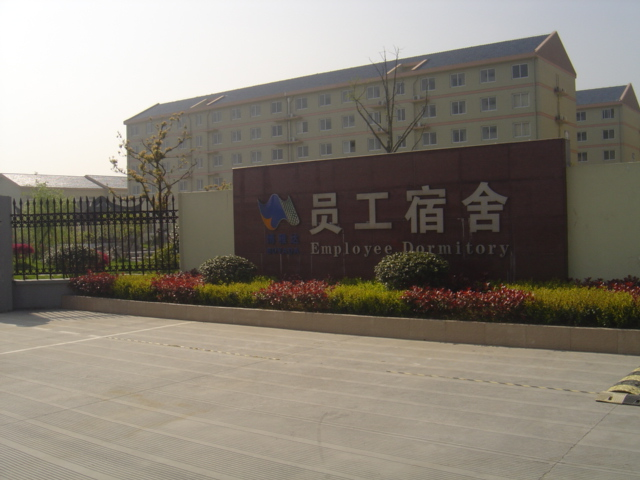 员工宿舍
Employee Dormitory